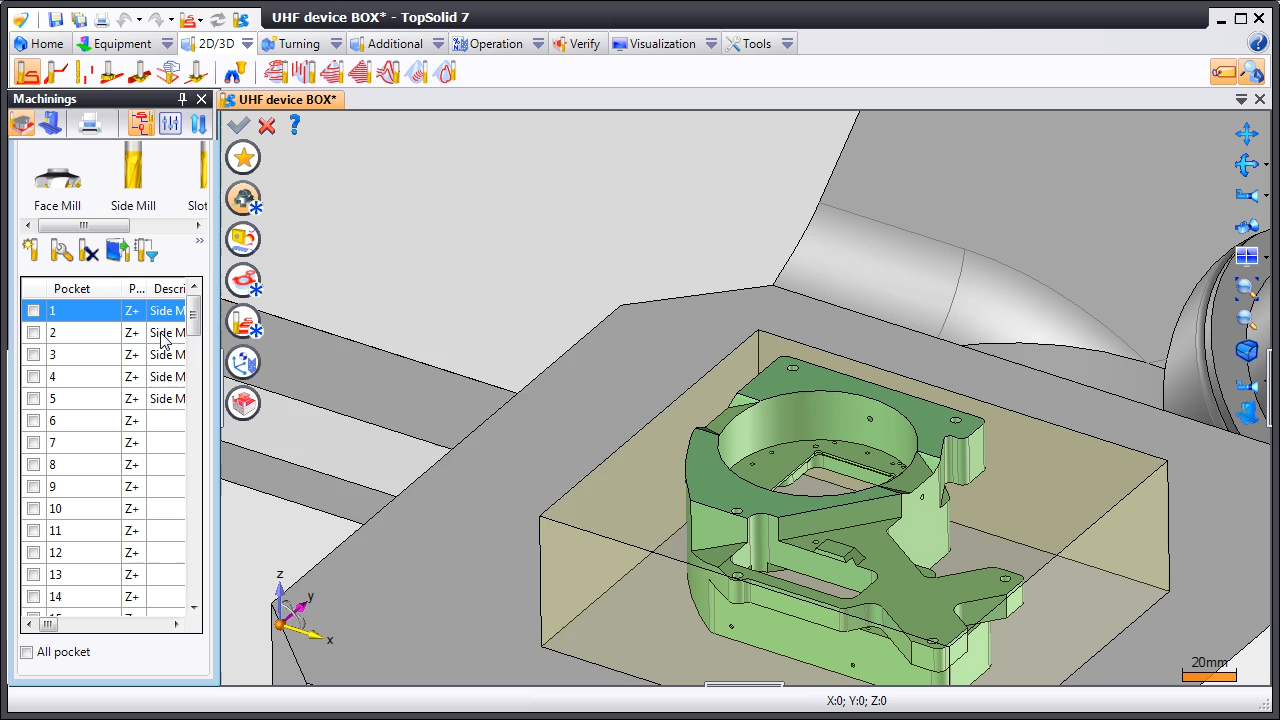 UHF device BOX* - TopSolid 7
Home Equipment 2D/3D Turning Additional Operation Verify Visualization Tools
Machinings
UHF device BOX*
Face Mill Side Mill Slot
Pocket P... Descri
1 Z+ Side M
2 Z+ Side M
3 Z+ Side M
4 Z+ Side M
5 Z+ Side M
6 Z+
7 Z+
8 Z+
9 Z+
10 Z+
11 Z+
12 Z+
13 Z+
14 Z+
All pocket
z
y
x
20mm
X:0; Y:0; Z:0